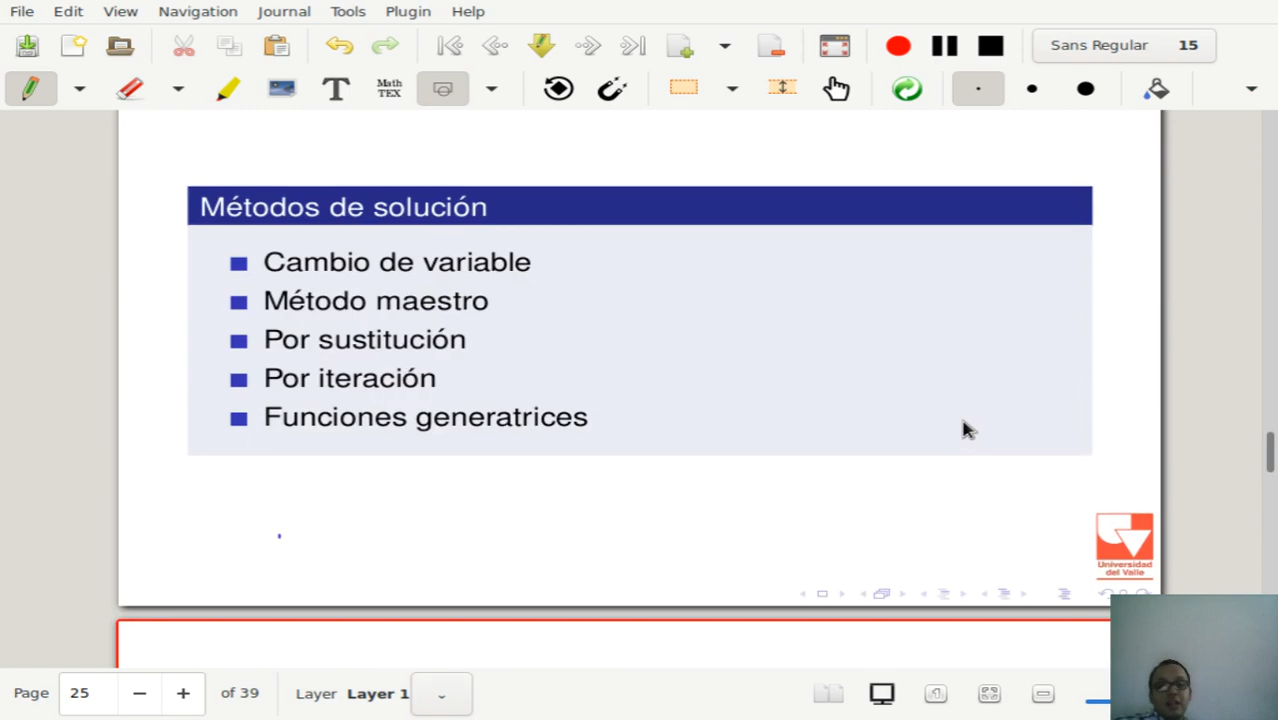 File Edit View Navigation Journal Tools Plugin Help
Sans Regular 15
T Math TEX
Métodos de solución
Cambio de variable
Método maestro
Por sustitución
Por iteración
Funciones generatrices
Universidad
del Valle
Page 25 − + of 39 Layer Layer 1